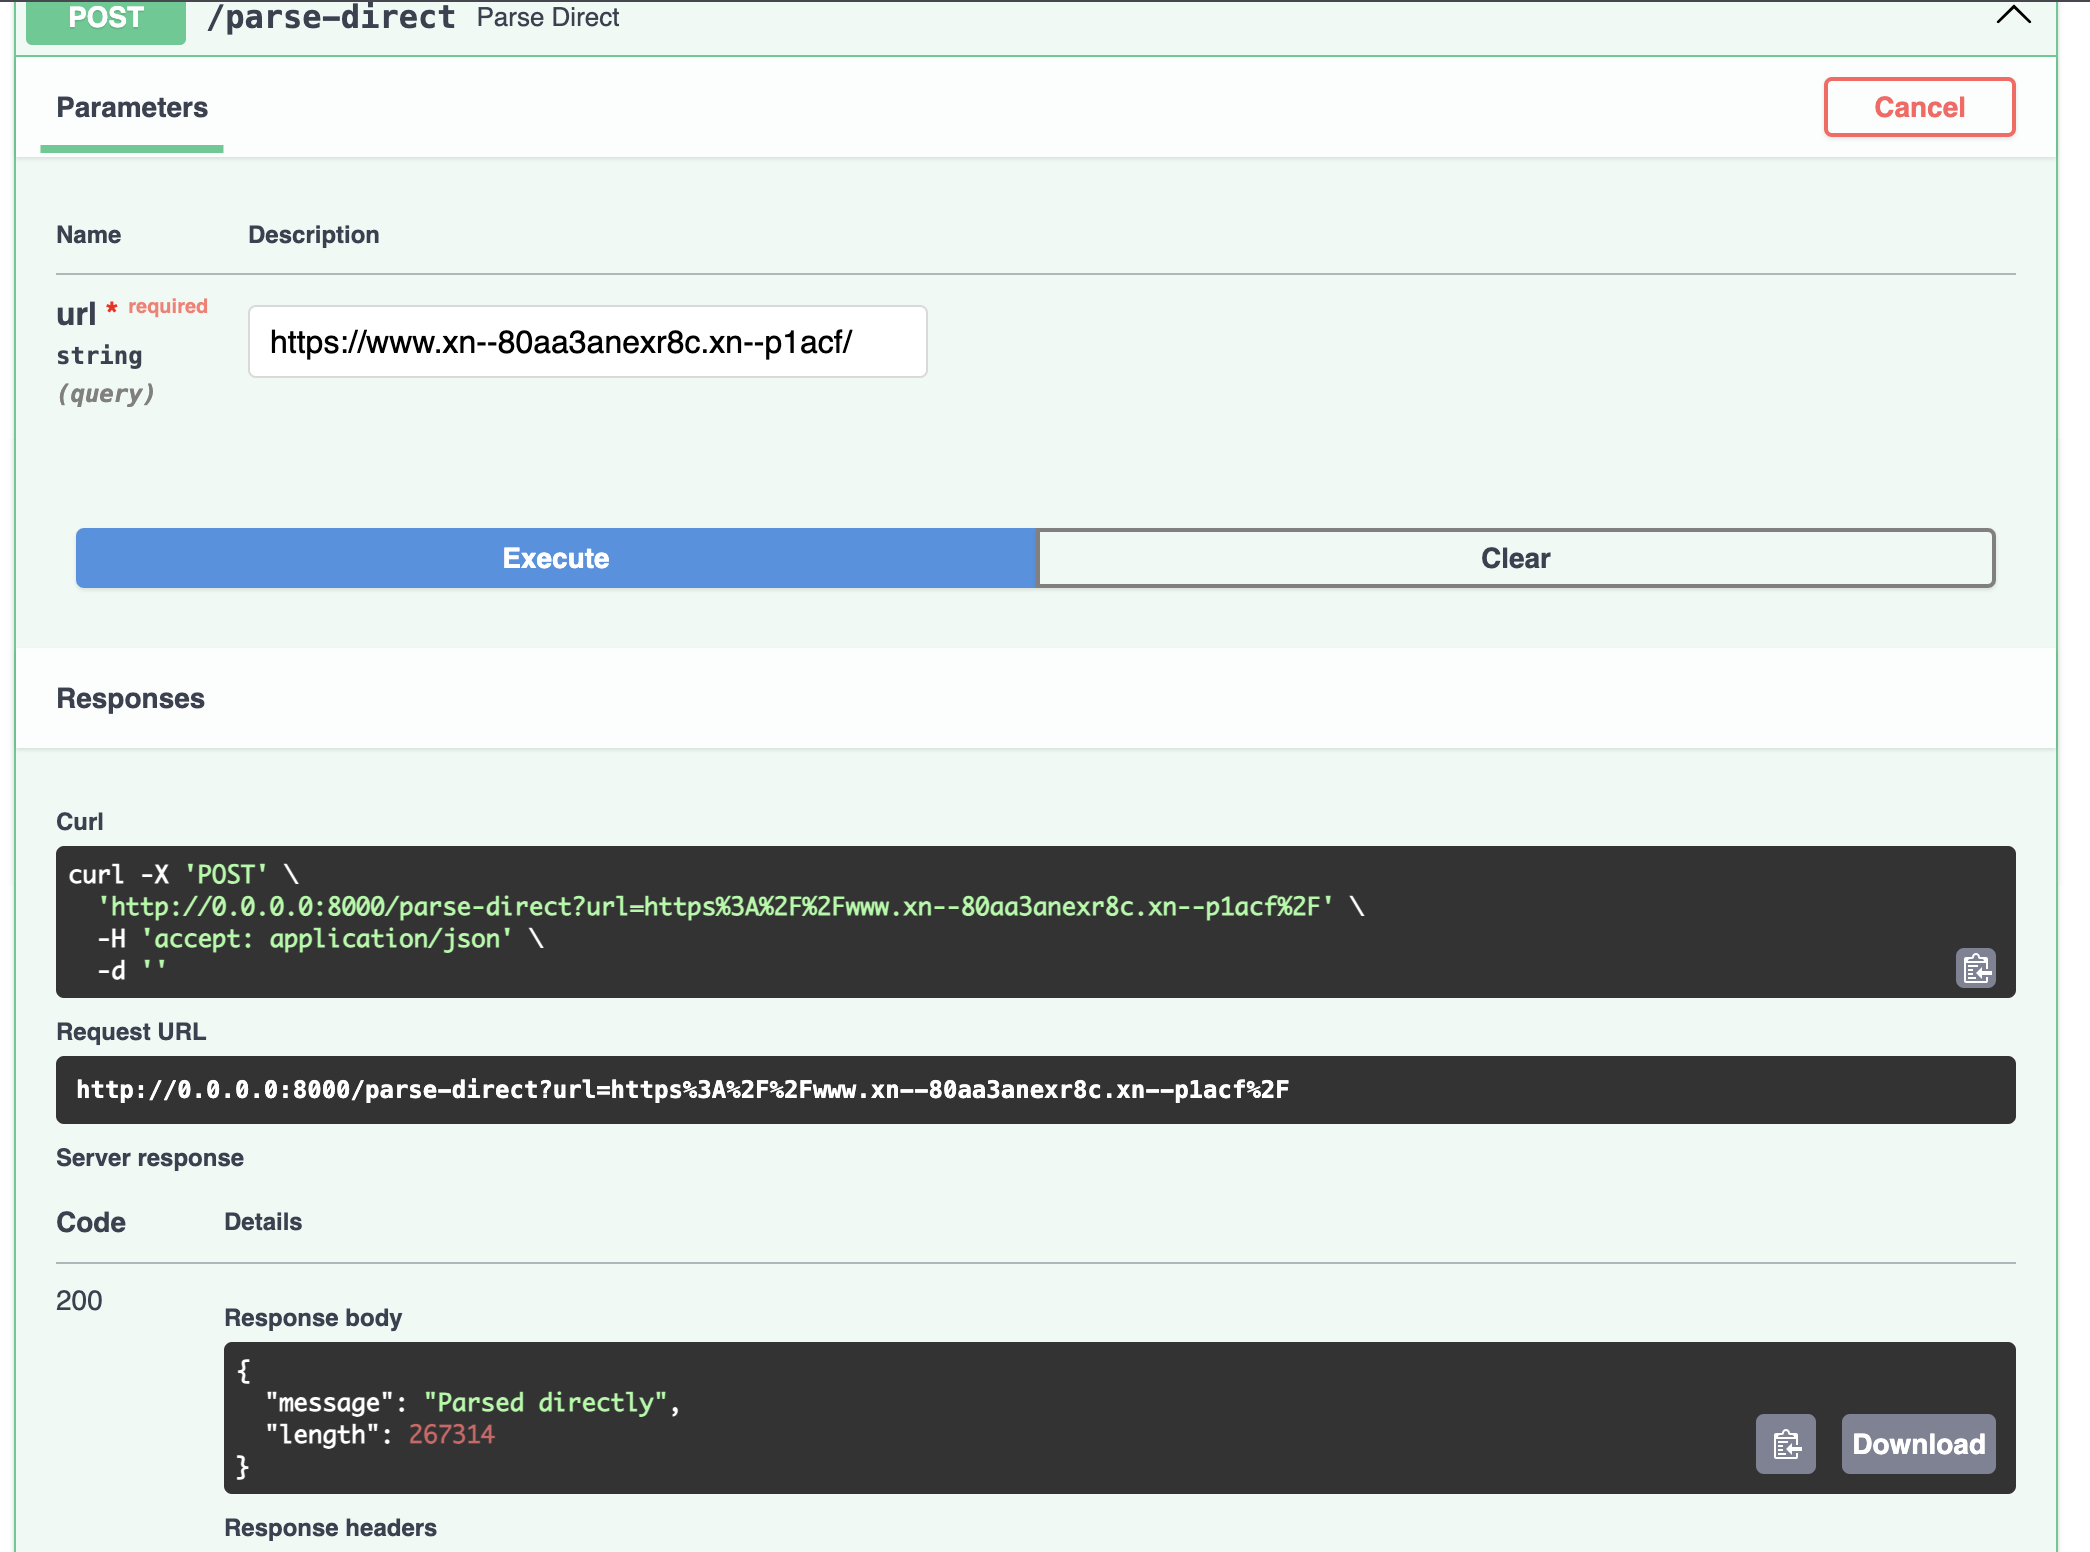 POST /parse-direct Parse Direct
Parameters
Cancel
Name Description
url * required
string
(query)
https://www.xn--80aa3anexr8c.xn--p1acf/
Execute
Clear
Responses
Curl
curl -X 'POST' \
'http://0.0.0.0:8000/parse-direct?url=https%3A%2F%2Fwww.xn--80aa3anexr8c.xn--p1acf%2F' \
-H 'accept: application/json' \
-d ''
Request URL
http://0.0.0.0:8000/parse-direct?url=https%3A%2F%2Fwww.xn--80aa3anexr8c.xn--p1acf%2F
Server response
Code Details
200
Response body
{
"message": "Parsed directly",
"length": 267314
}
Download
Response headers